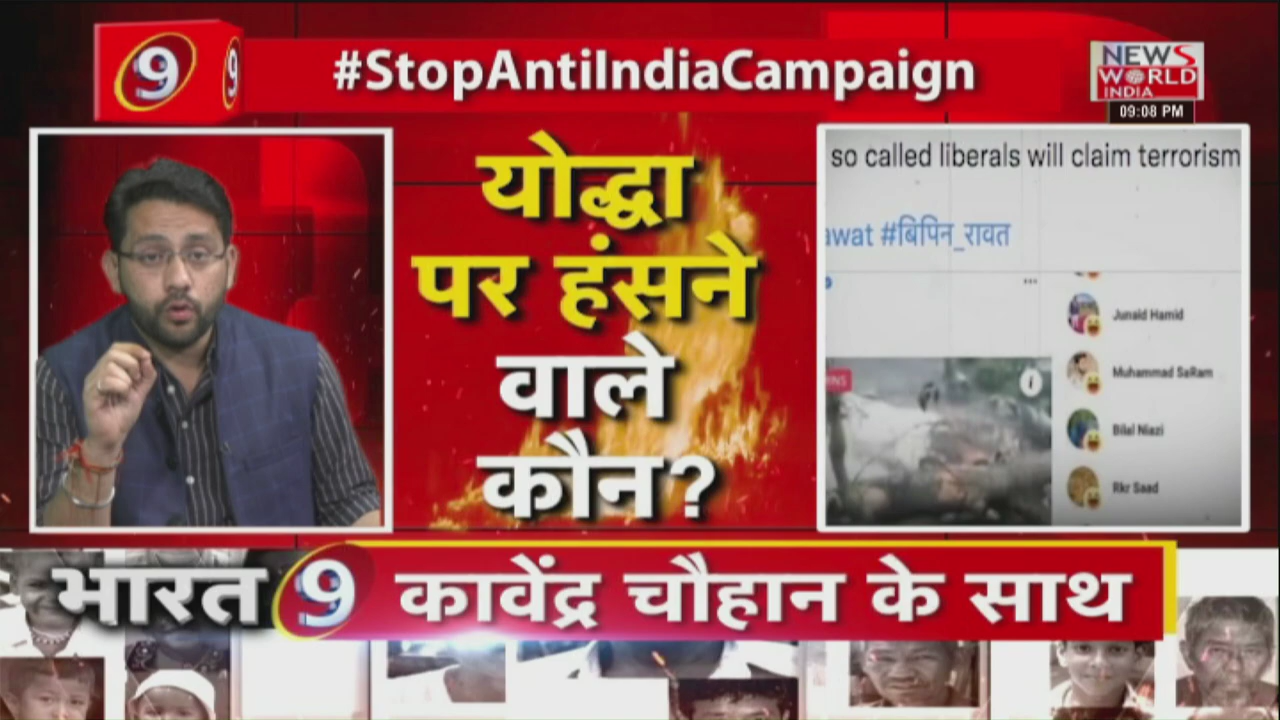 9
9
#StopAntiIndiaCampaign
NEWS
WORLD
INDIA
09:08 PM
योद्धा
पर हंसने
वाले
कौन?
so called liberals will claim terrorism
awat #बिपिन_रावत
Junaid Hamid
Muhammad SaRam
Bilal Niazi
Rkr Saad
भारत 9 कावेंद्र चौहान के साथ